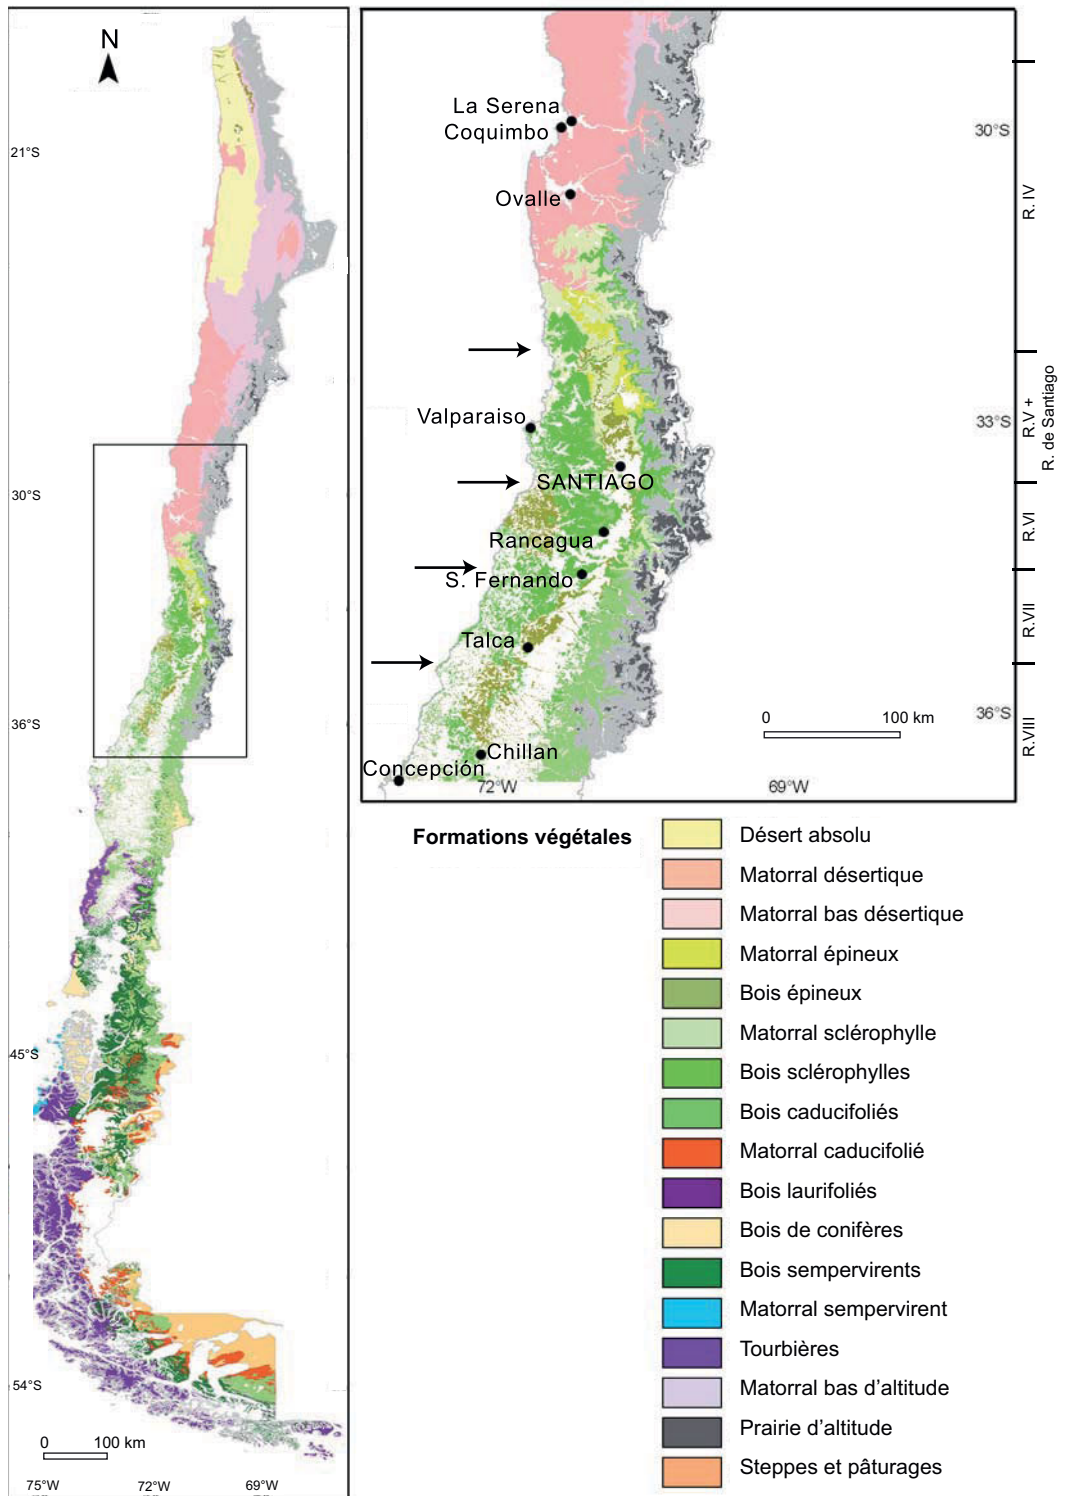 N
21°S
30°S
36°S
45°S
54°S
0 100 km
75°W 72°W 69°W
La Serena
Coquimbo
Ovalle
Valparaiso
SANTIAGO
Rancagua
S. Fernando
Talca
Chillan
Concepción
72°W 69°W
30°S
33°S
36°S
0 100 km
R. IV
R.V +
R. de Santiago
R.VI
R.VII
R.VIII
Formations végétales
Désert absolu
Matorral désertique
Matorral bas désertique
Matorral épineux
Bois épineux
Matorral sclérophylle
Bois sclérophylles
Bois caducifoliés
Matorral caducifolié
Bois laurifoliés
Bois de conifères
Bois sempervirents
Matorral sempervirent
Tourbières
Matorral bas d'altitude
Prairie d'altitude
Steppes et pâturages